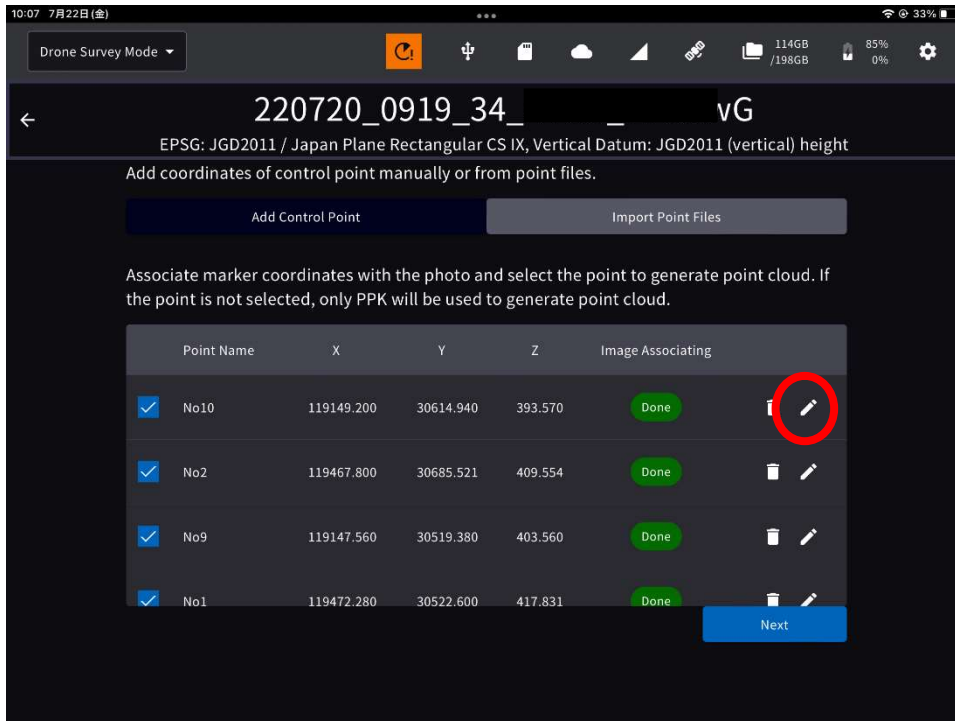 10:07 7月22日(金)
33%
Drone Survey Mode
114GB
/198GB
85%
0%
220720_0919_34_ _ vG
EPSG: JGD2011 / Japan Plane Rectangular CS IX, Vertical Datum: JGD2011 (vertical) height
Add coordinates of control point manually or from point files.
Add Control Point
Import Point Files
Associate marker coordinates with the photo and select the point to generate point cloud. If
the point is not selected, only PPK will be used to generate point cloud.
Point Name X Y Z Image Associating
No10 119149.200 30614.940 393.570 Done
No2 119467.800 30685.521 409.554 Done
No9 119147.560 30519.380 403.560 Done
No1 119472.280 30522.600 417.831 Done
Next